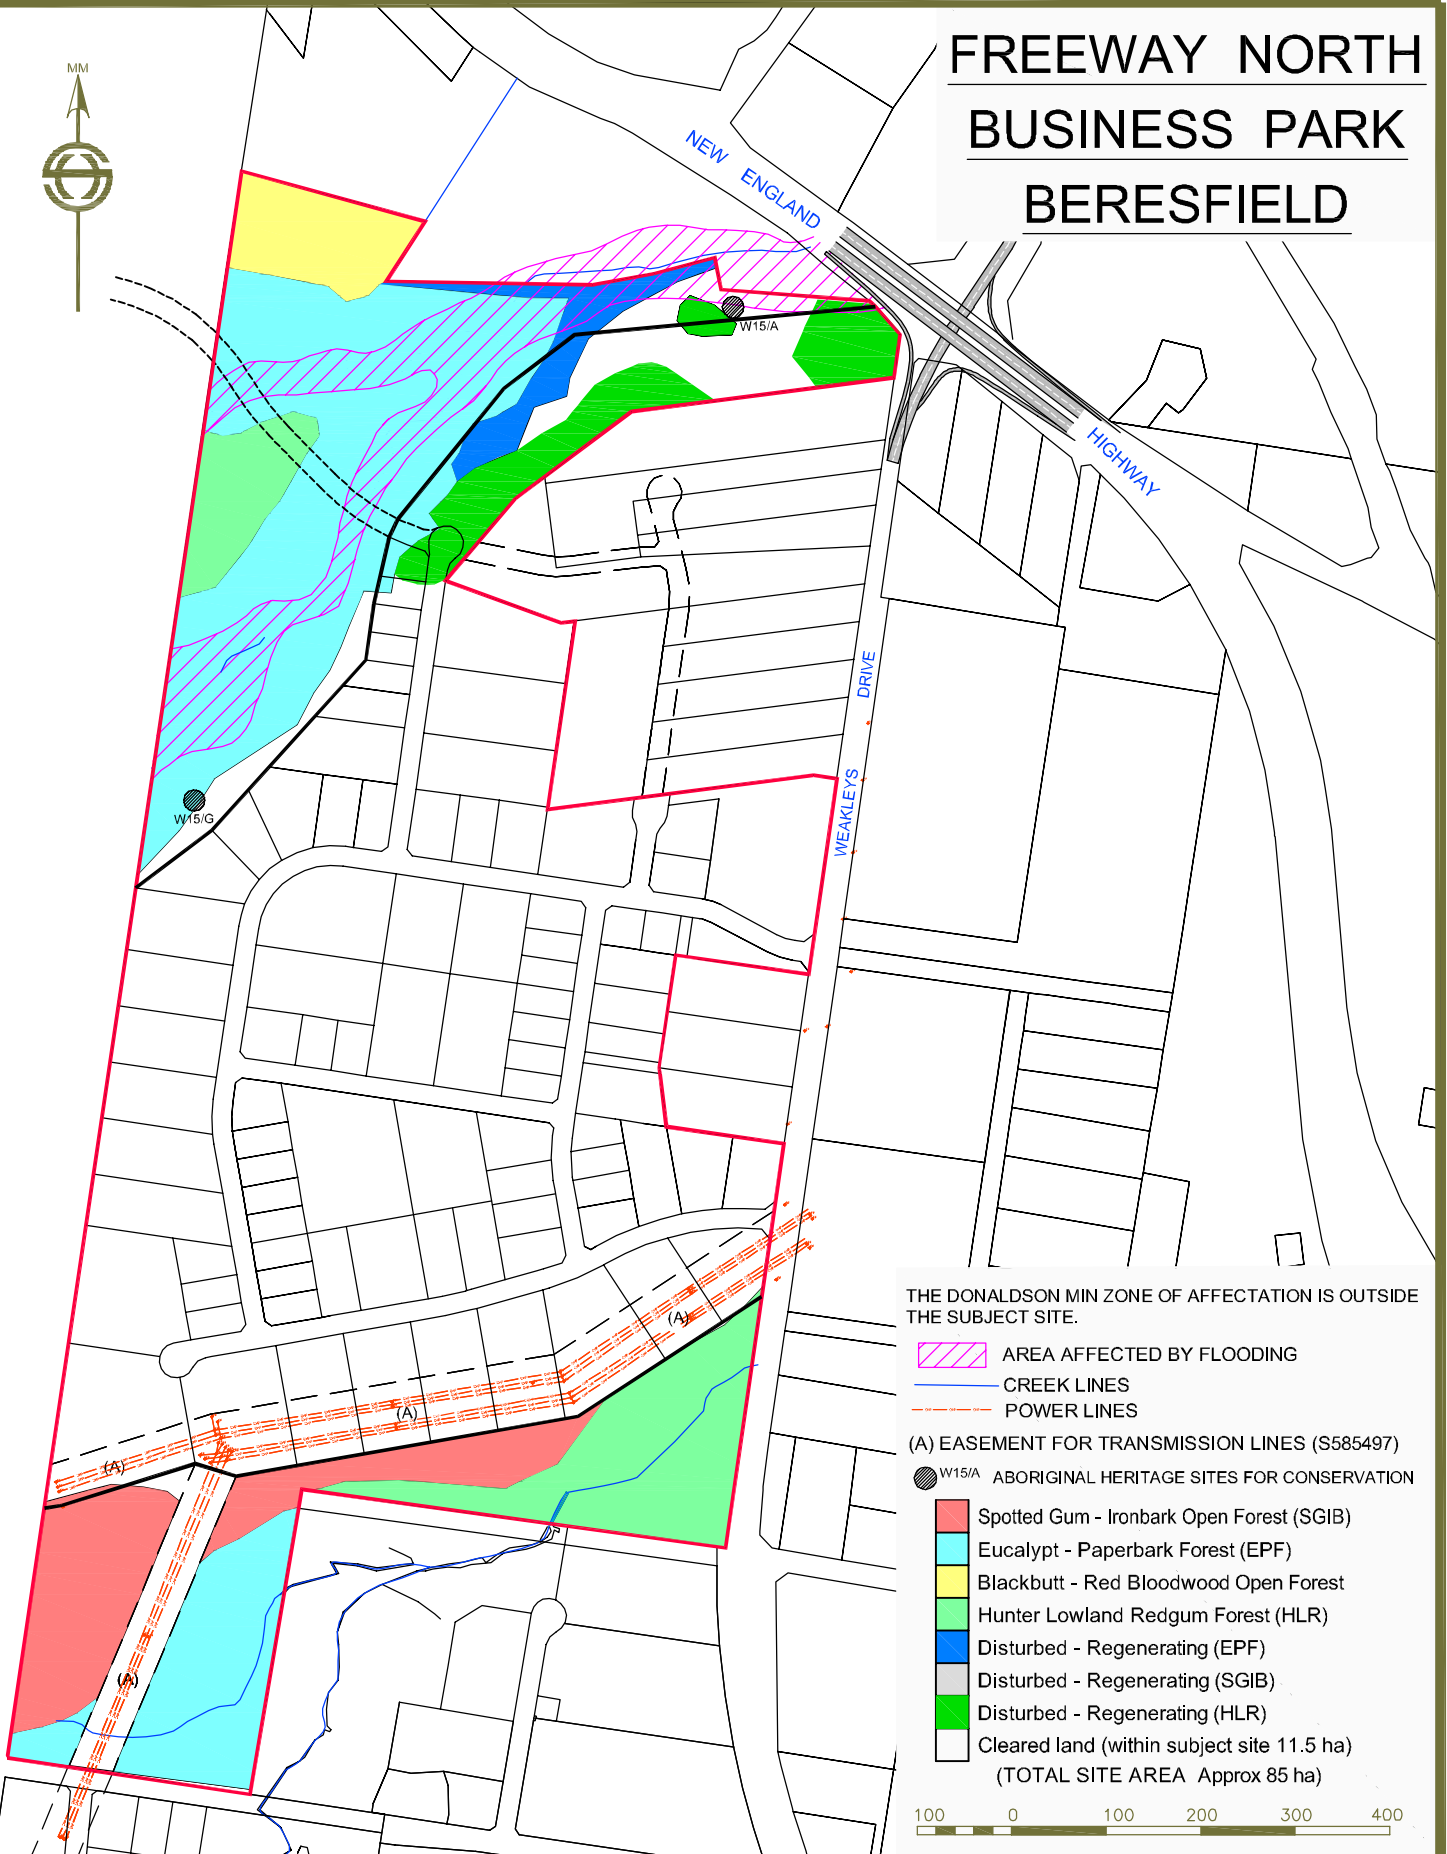 FREEWAY NORTH
BUSINESS PARK
BERESFIELD
MM
NEW ENGLAND
HIGHWAY
W15/A
WEAKLEYS DRIVE
W15/G
(A)
(A)
(A)
(A)
THE DONALDSON MIN ZONE OF AFFECTATION IS OUTSIDE
THE SUBJECT SITE.
AREA AFFECTED BY FLOODING
CREEK LINES
POWER LINES
(A) EASEMENT FOR TRANSMISSION LINES (S585497)
W15/A ABORIGINAL HERITAGE SITES FOR CONSERVATION
Spotted Gum - Ironbark Open Forest (SGIB)
Eucalypt - Paperbark Forest (EPF)
Blackbutt - Red Bloodwood Open Forest
Hunter Lowland Redgum Forest (HLR)
Disturbed - Regenerating (EPF)
Disturbed - Regenerating (SGIB)
Disturbed - Regenerating (HLR)
Cleared land (within subject site 11.5 ha)
(TOTAL SITE AREA Approx 85 ha)
100 0 100 200 300 400